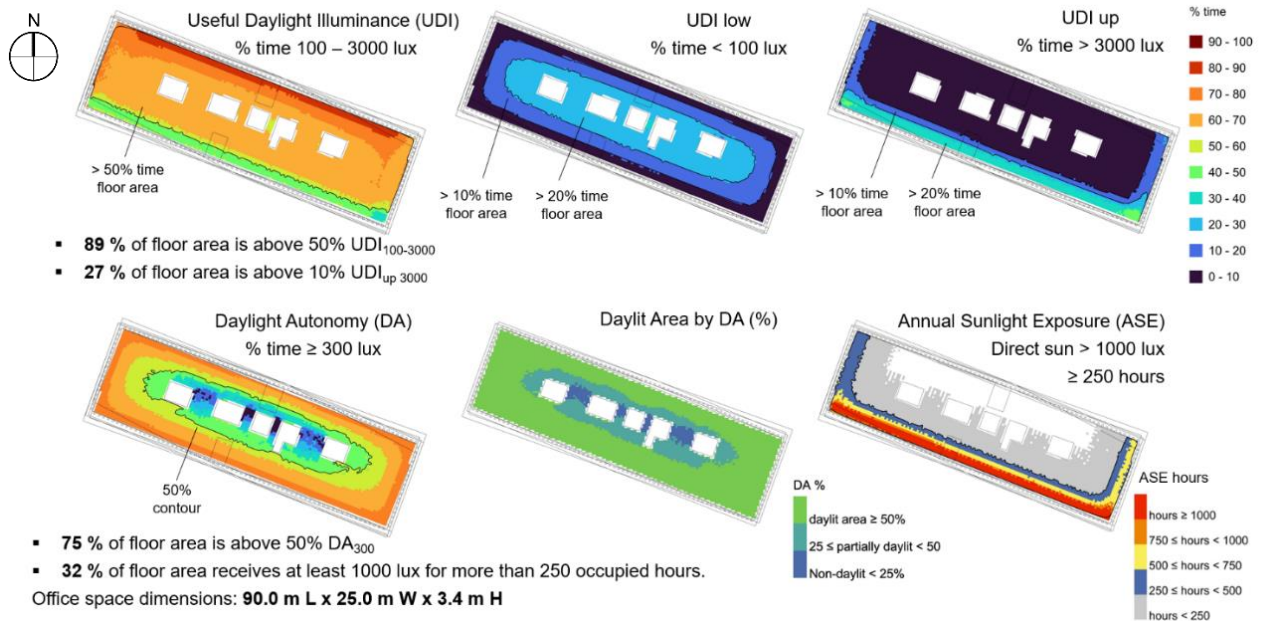 N
Useful Daylight Illuminance (UDI)
% time 100 – 3000 lux
> 50% time
floor area
UDI low
% time < 100 lux
> 10% time
floor area
> 20% time
floor area
UDI up
% time > 3000 lux
> 10% time
floor area
> 20% time
floor area
% time
90 - 100
80 - 90
70 - 80
60 - 70
50 - 60
40 - 50
30 - 40
20 - 30
10 - 20
0 - 10
▪ 89 % of floor area is above 50% UDI100-3000
▪ 27 % of floor area is above 10% UDIup 3000
Daylight Autonomy (DA)
% time ≥ 300 lux
50%
contour
Daylit Area by DA (%)
DA %
daylit area ≥ 50%
25 ≤ partially daylit < 50
Non-daylit < 25%
Annual Sunlight Exposure (ASE)
Direct sun > 1000 lux
≥ 250 hours
ASE hours
hours ≥ 1000
750 ≤ hours < 1000
500 ≤ hours < 750
250 ≤ hours < 500
hours < 250
▪ 75 % of floor area is above 50% DA300
▪ 32 % of floor area receives at least 1000 lux for more than 250 occupied hours.
Office space dimensions: 90.0 m L x 25.0 m W x 3.4 m H